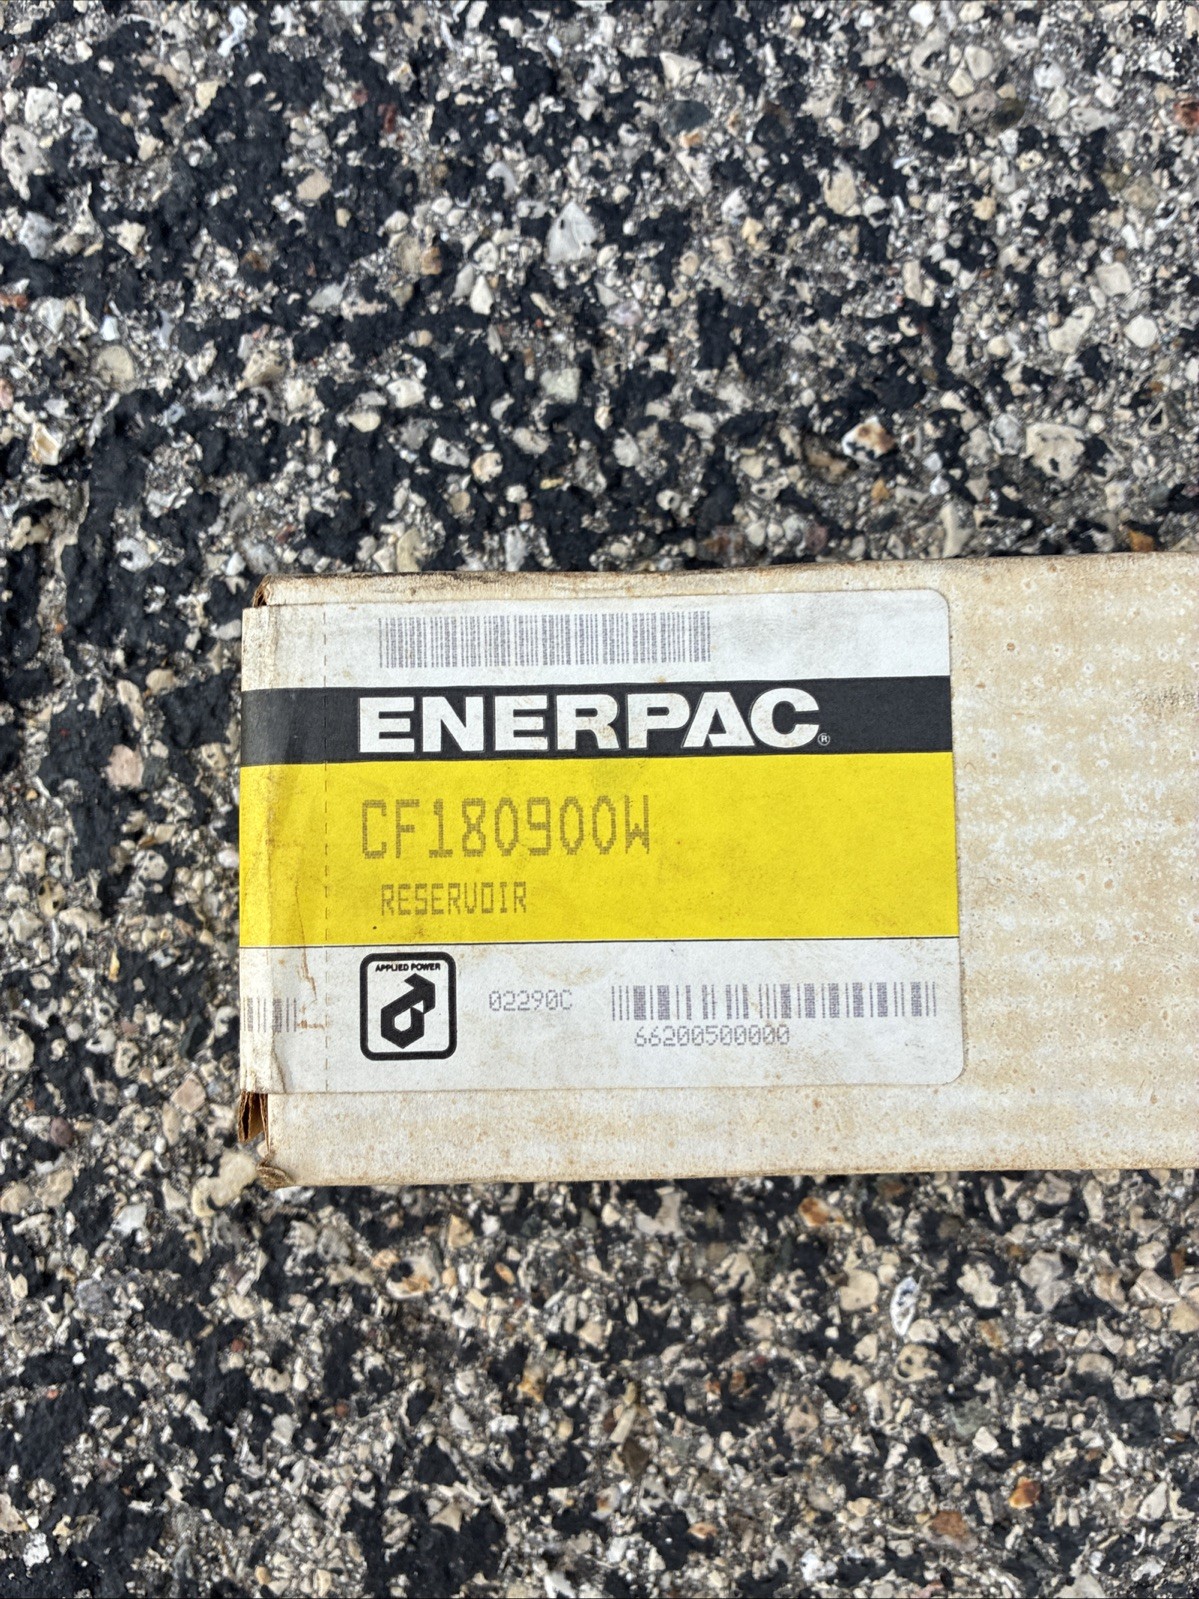 ENERPAC®
CF180900W
RESERVOIR
APPLIED POWER
02290C
66200500000